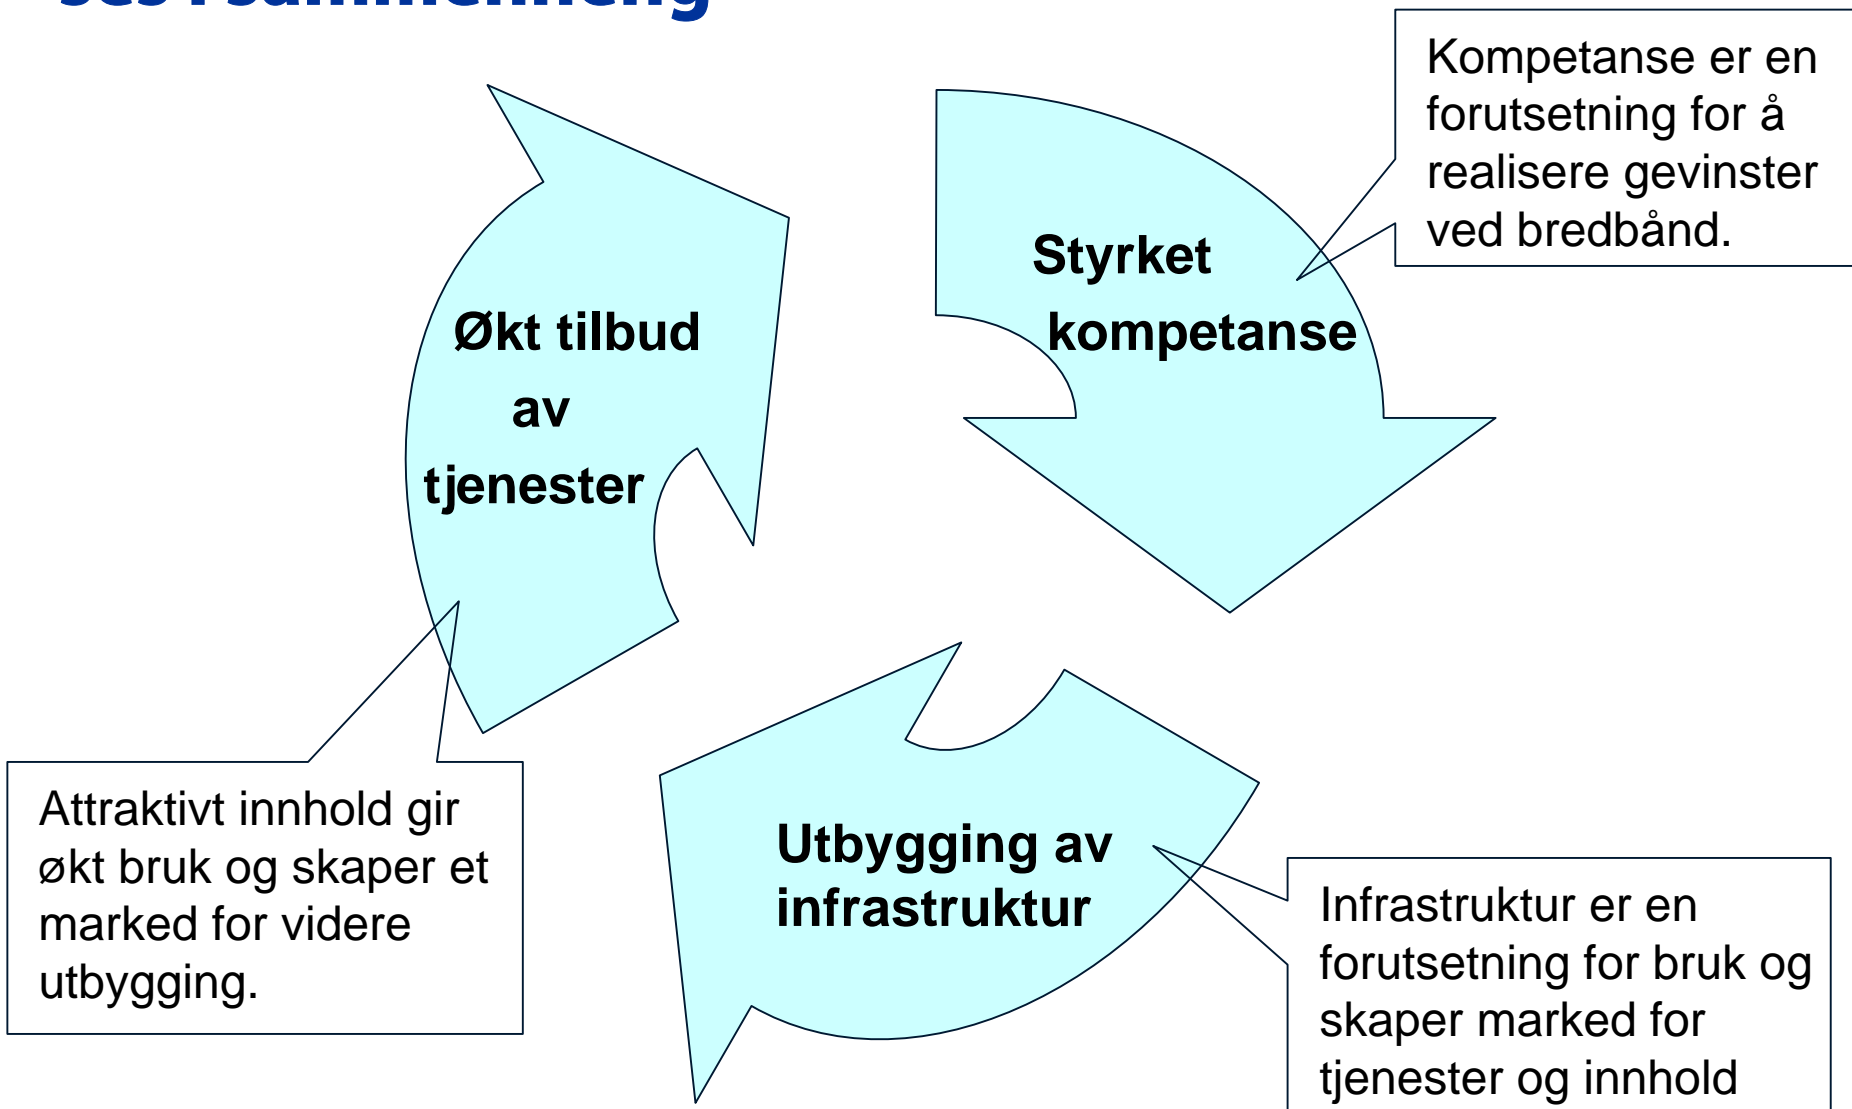 ses i sammenheng
Kompetanse er en
forutsetning for å
realisere gevinster
ved bredbånd.
Styrket
kompetanse
Økt tilbud
av
tjenester
Attraktivt innhold gir
økt bruk og skaper et
marked for videre
utbygging.
Utbygging av
infrastruktur
Infrastruktur er en
forutsetning for bruk og
skaper marked for
tjenester og innhold